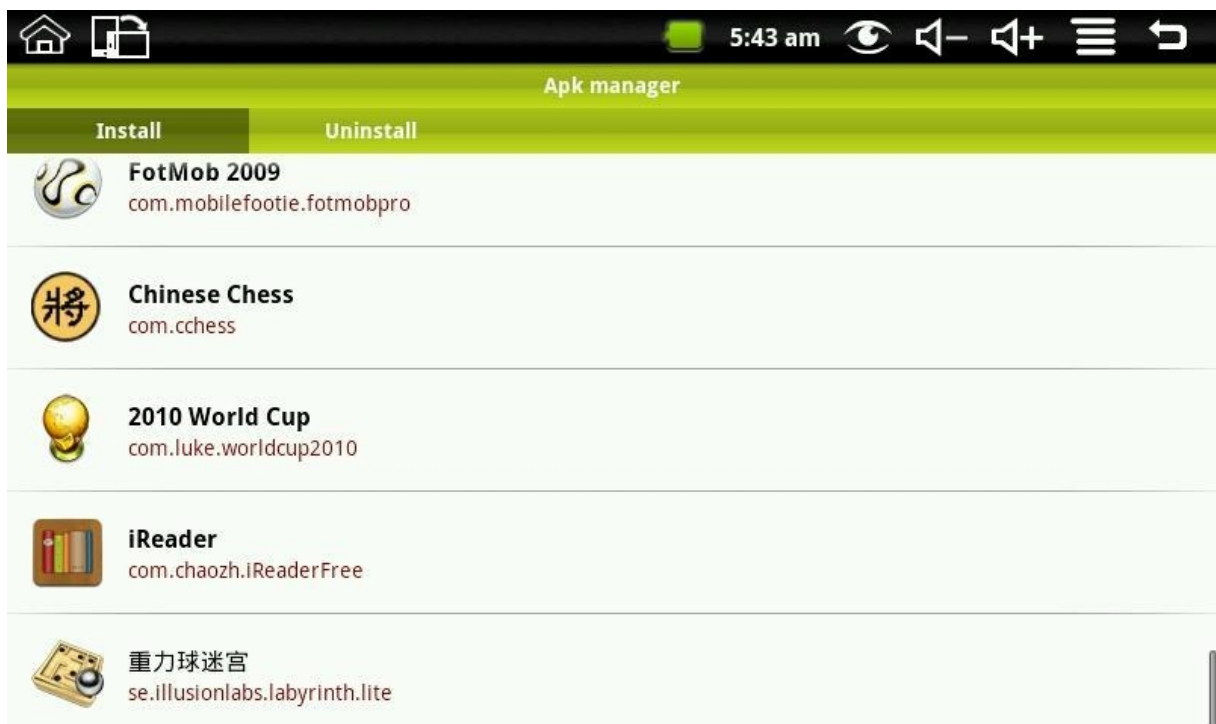 5:43 am
Apk manager
Install Uninstall
FotMob 2009
com.mobilefootie.fotmobpro
將
Chinese Chess
com.cchess
2010 World Cup
com.luke.worldcup2010
iReader
com.chaozh.iReaderFree
重力球迷宫
se.illusionlabs.labyrinth.lite